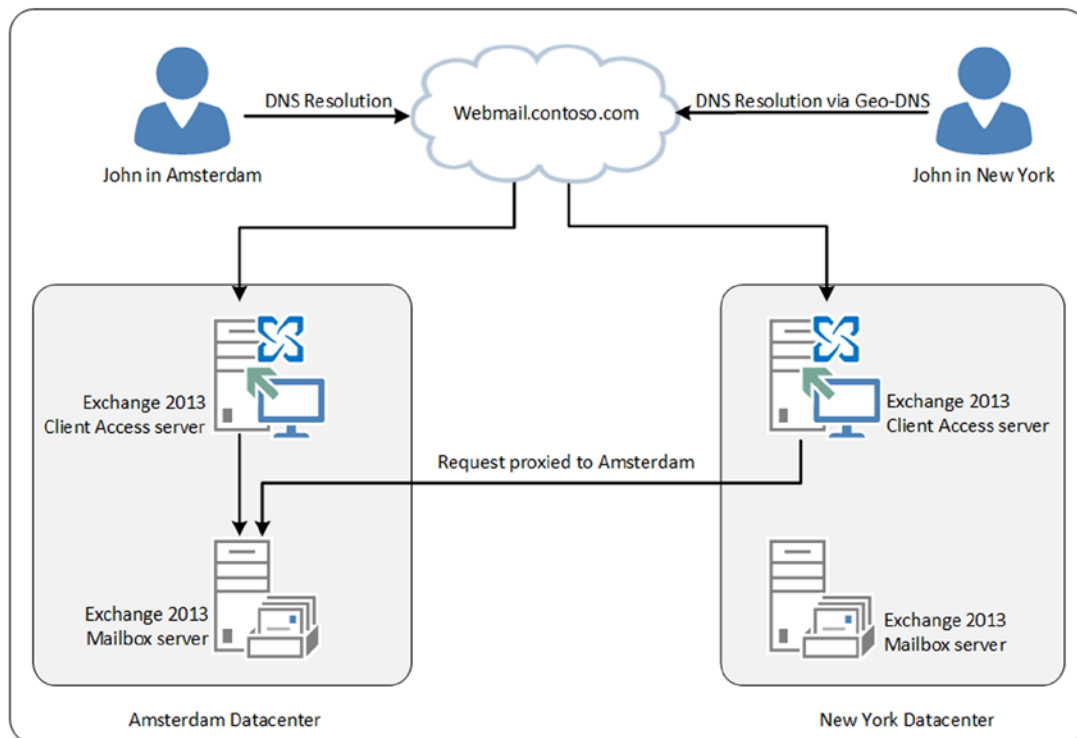 DNS Resolution
Webmail.contoso.com
DNS Resolution via Geo-DNS
John in Amsterdam
John in New York
Exchange 2013
Client Access server
Exchange 2013
Client Access server
Request proxied to Amsterdam
Exchange 2013
Mailbox server
Exchange 2013
Mailbox server
Amsterdam Datacenter
New York Datacenter